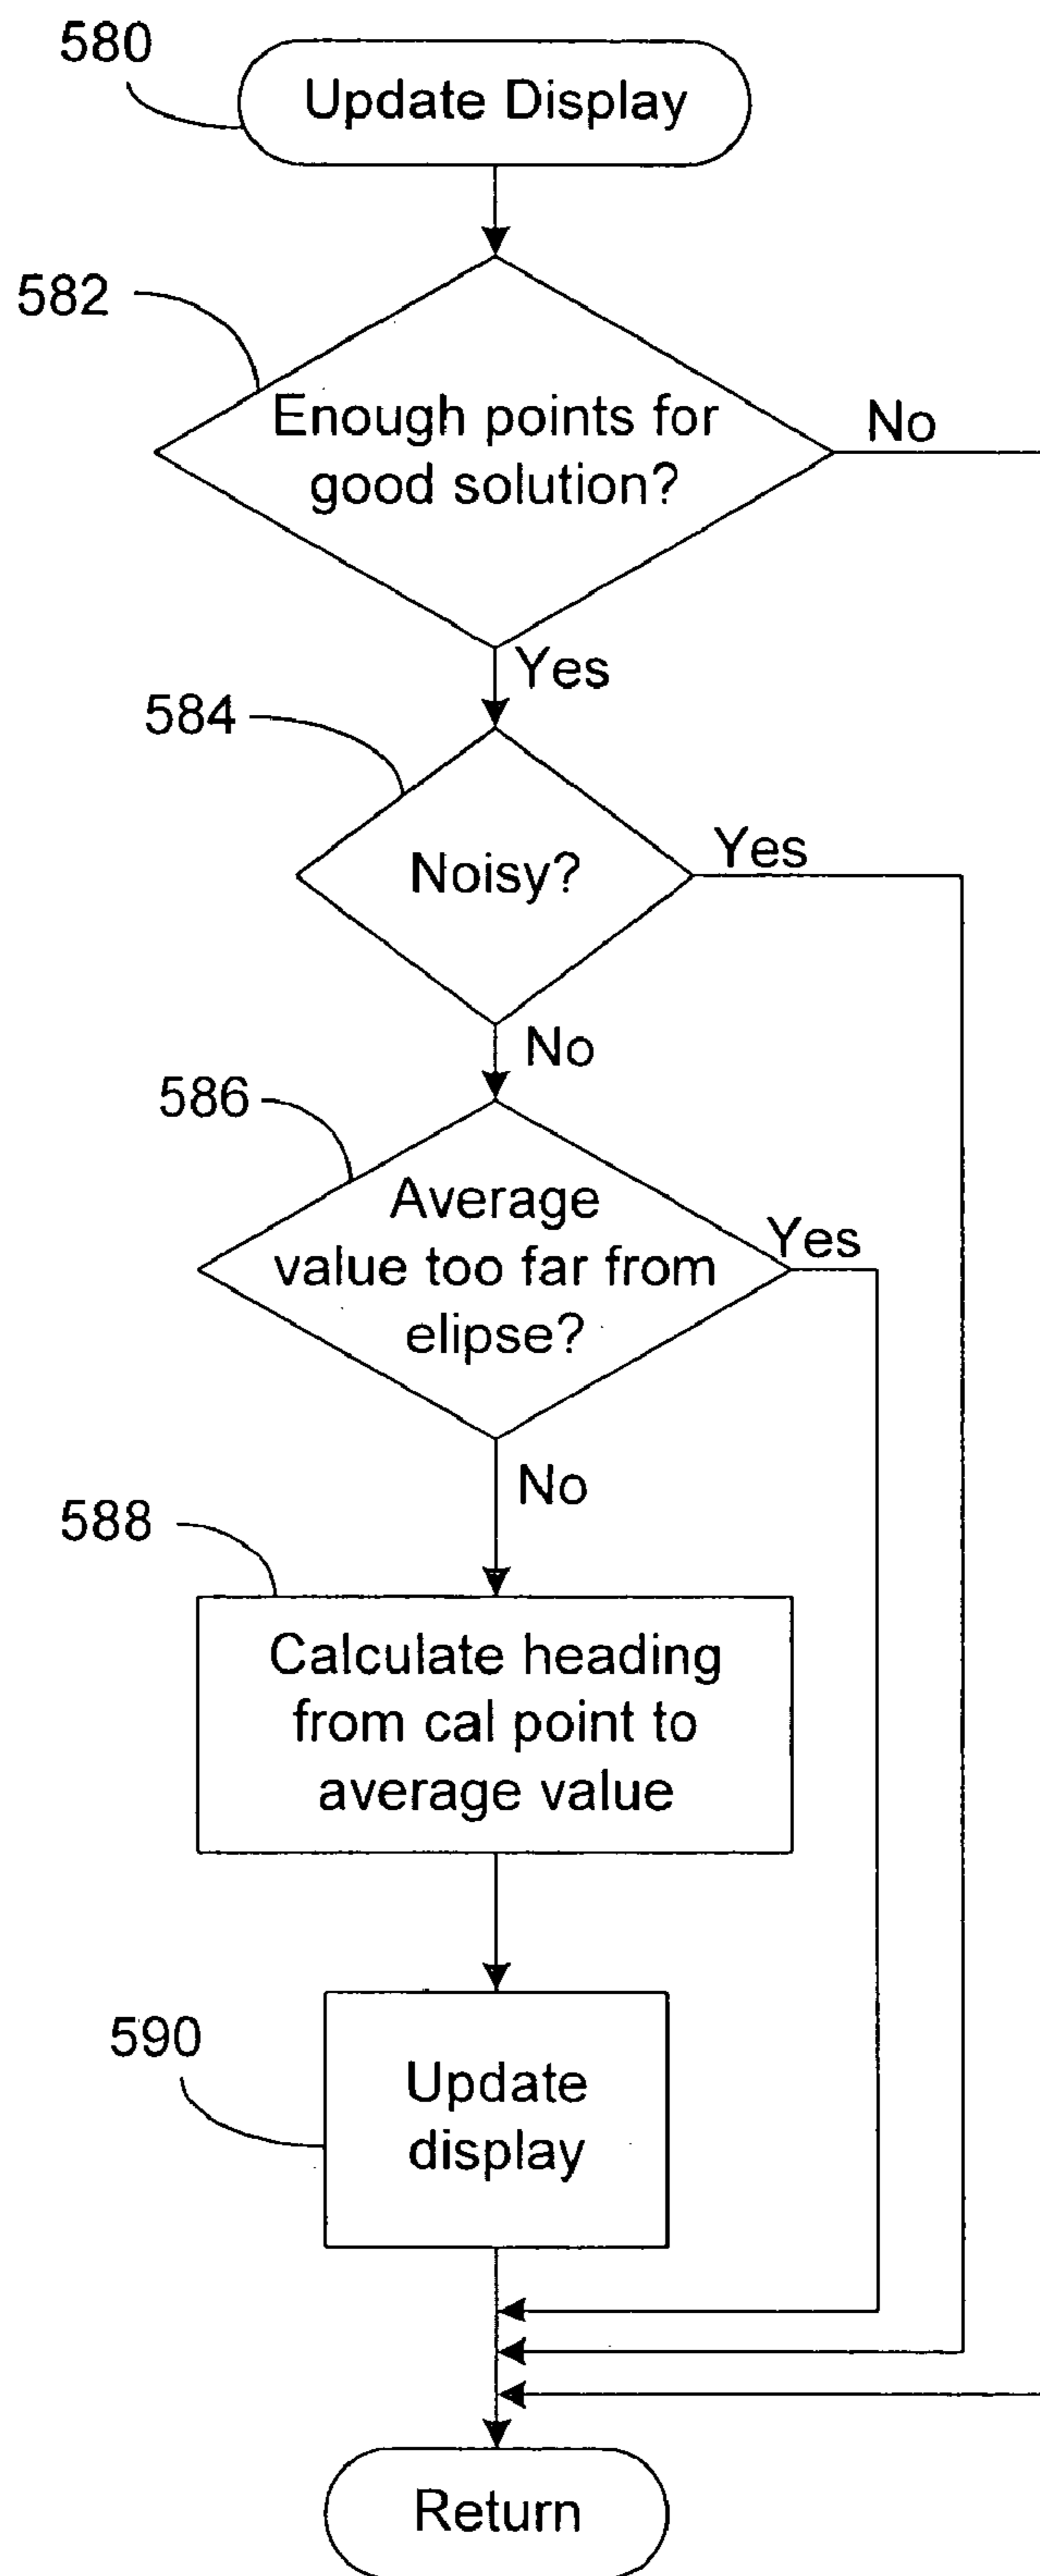 580
Update Display
582
Enough points for
good solution?
No
Yes
584
Noisy?
Yes
No
586
Average
value too far from
elipse?
Yes
No
588
Calculate heading
from cal point to
average value
590
Update
display
Return